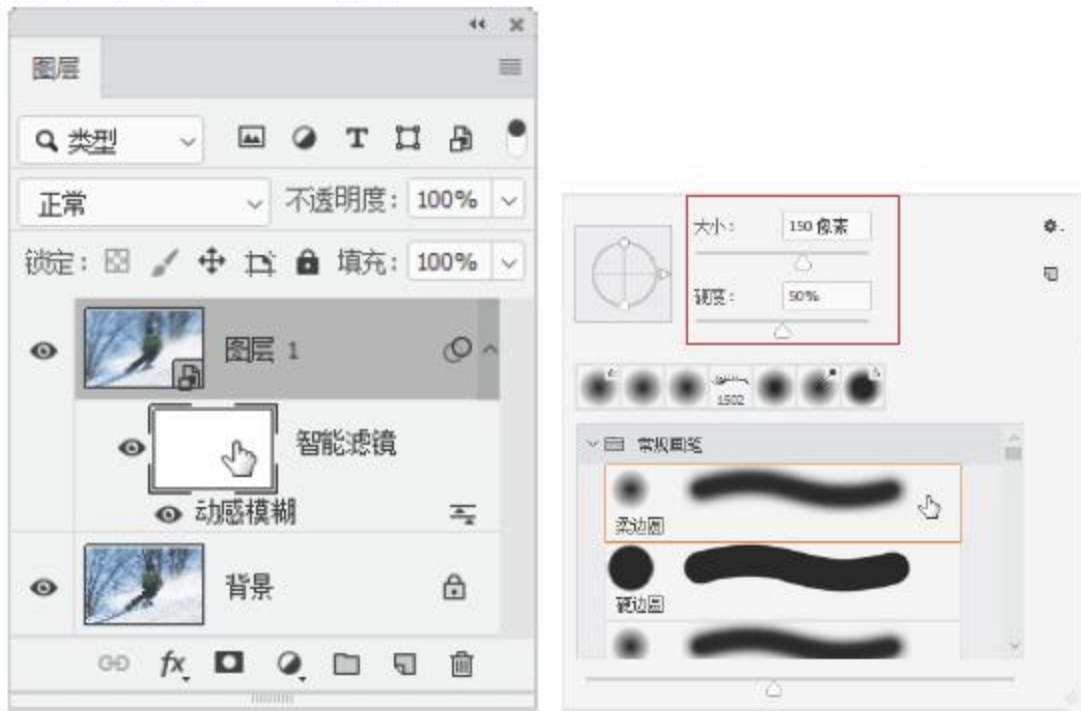 图层
类型
正常
不透明度： 100%
锁定： 填充： 100%
图层 1
智能滤镜
动感模糊
背景
fx
大小： 150 像素
硬度： 50%
1502
常规画笔
柔边圆
硬边圆